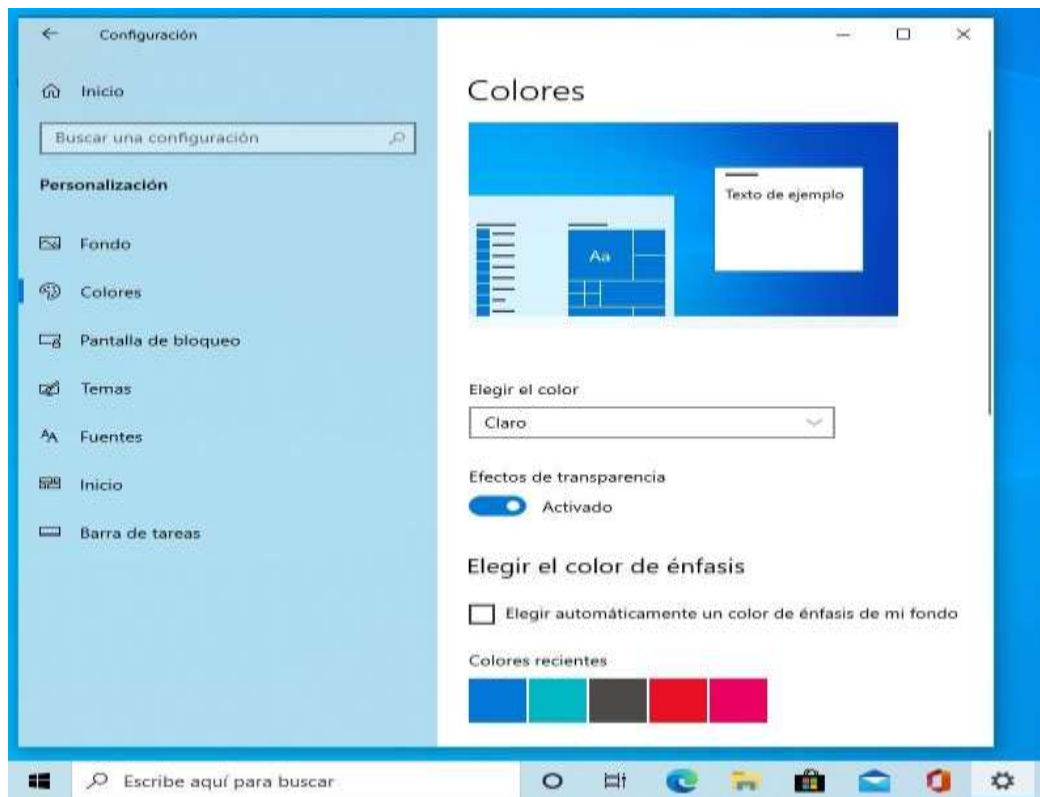 Configuración
Inicio
Buscar una configuración
Personalización
Fondo
Colores
Pantalla de bloqueo
Temas
Fuentes
Inicio
Barra de tareas
Colores
Texto de ejemplo
Aa
Elegir el color
Claro
Efectos de transparencia
Activado
Elegir el color de énfasis
Elegir automáticamente un color de énfasis de mi fondo
Colores recientes
Escribe aquí para buscar